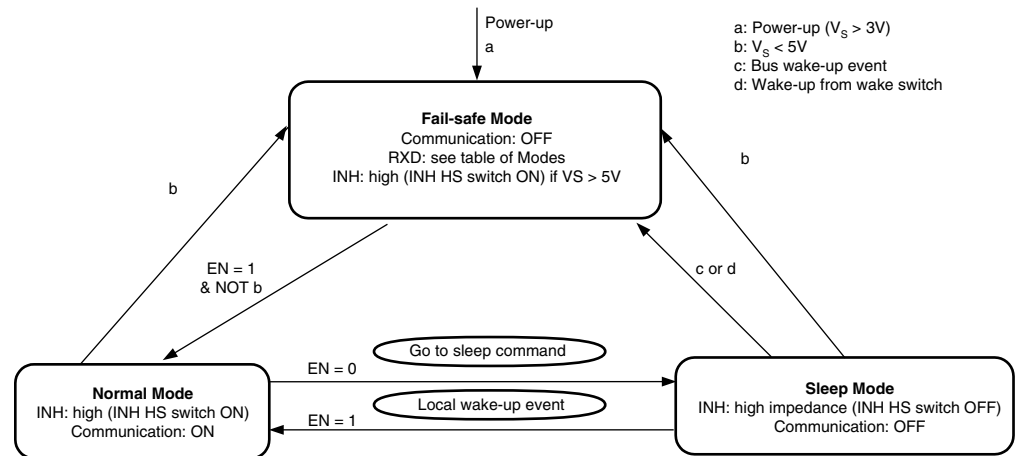 Power-up
a
a: Power-up (VS > 3V)
b: VS < 5V
c: Bus wake-up event
d: Wake-up from wake switch
Fail-safe Mode
Communication: OFF
RXD: see table of Modes
INH: high (INH HS switch ON) if VS > 5V
b
b
EN = 1
& NOT b
c or d
Go to sleep command
EN = 0
Local wake-up event
EN = 1
Normal Mode
INH: high (INH HS switch ON)
Communication: ON
Sleep Mode
INH: high impedance (INH HS switch OFF)
Communication: OFF